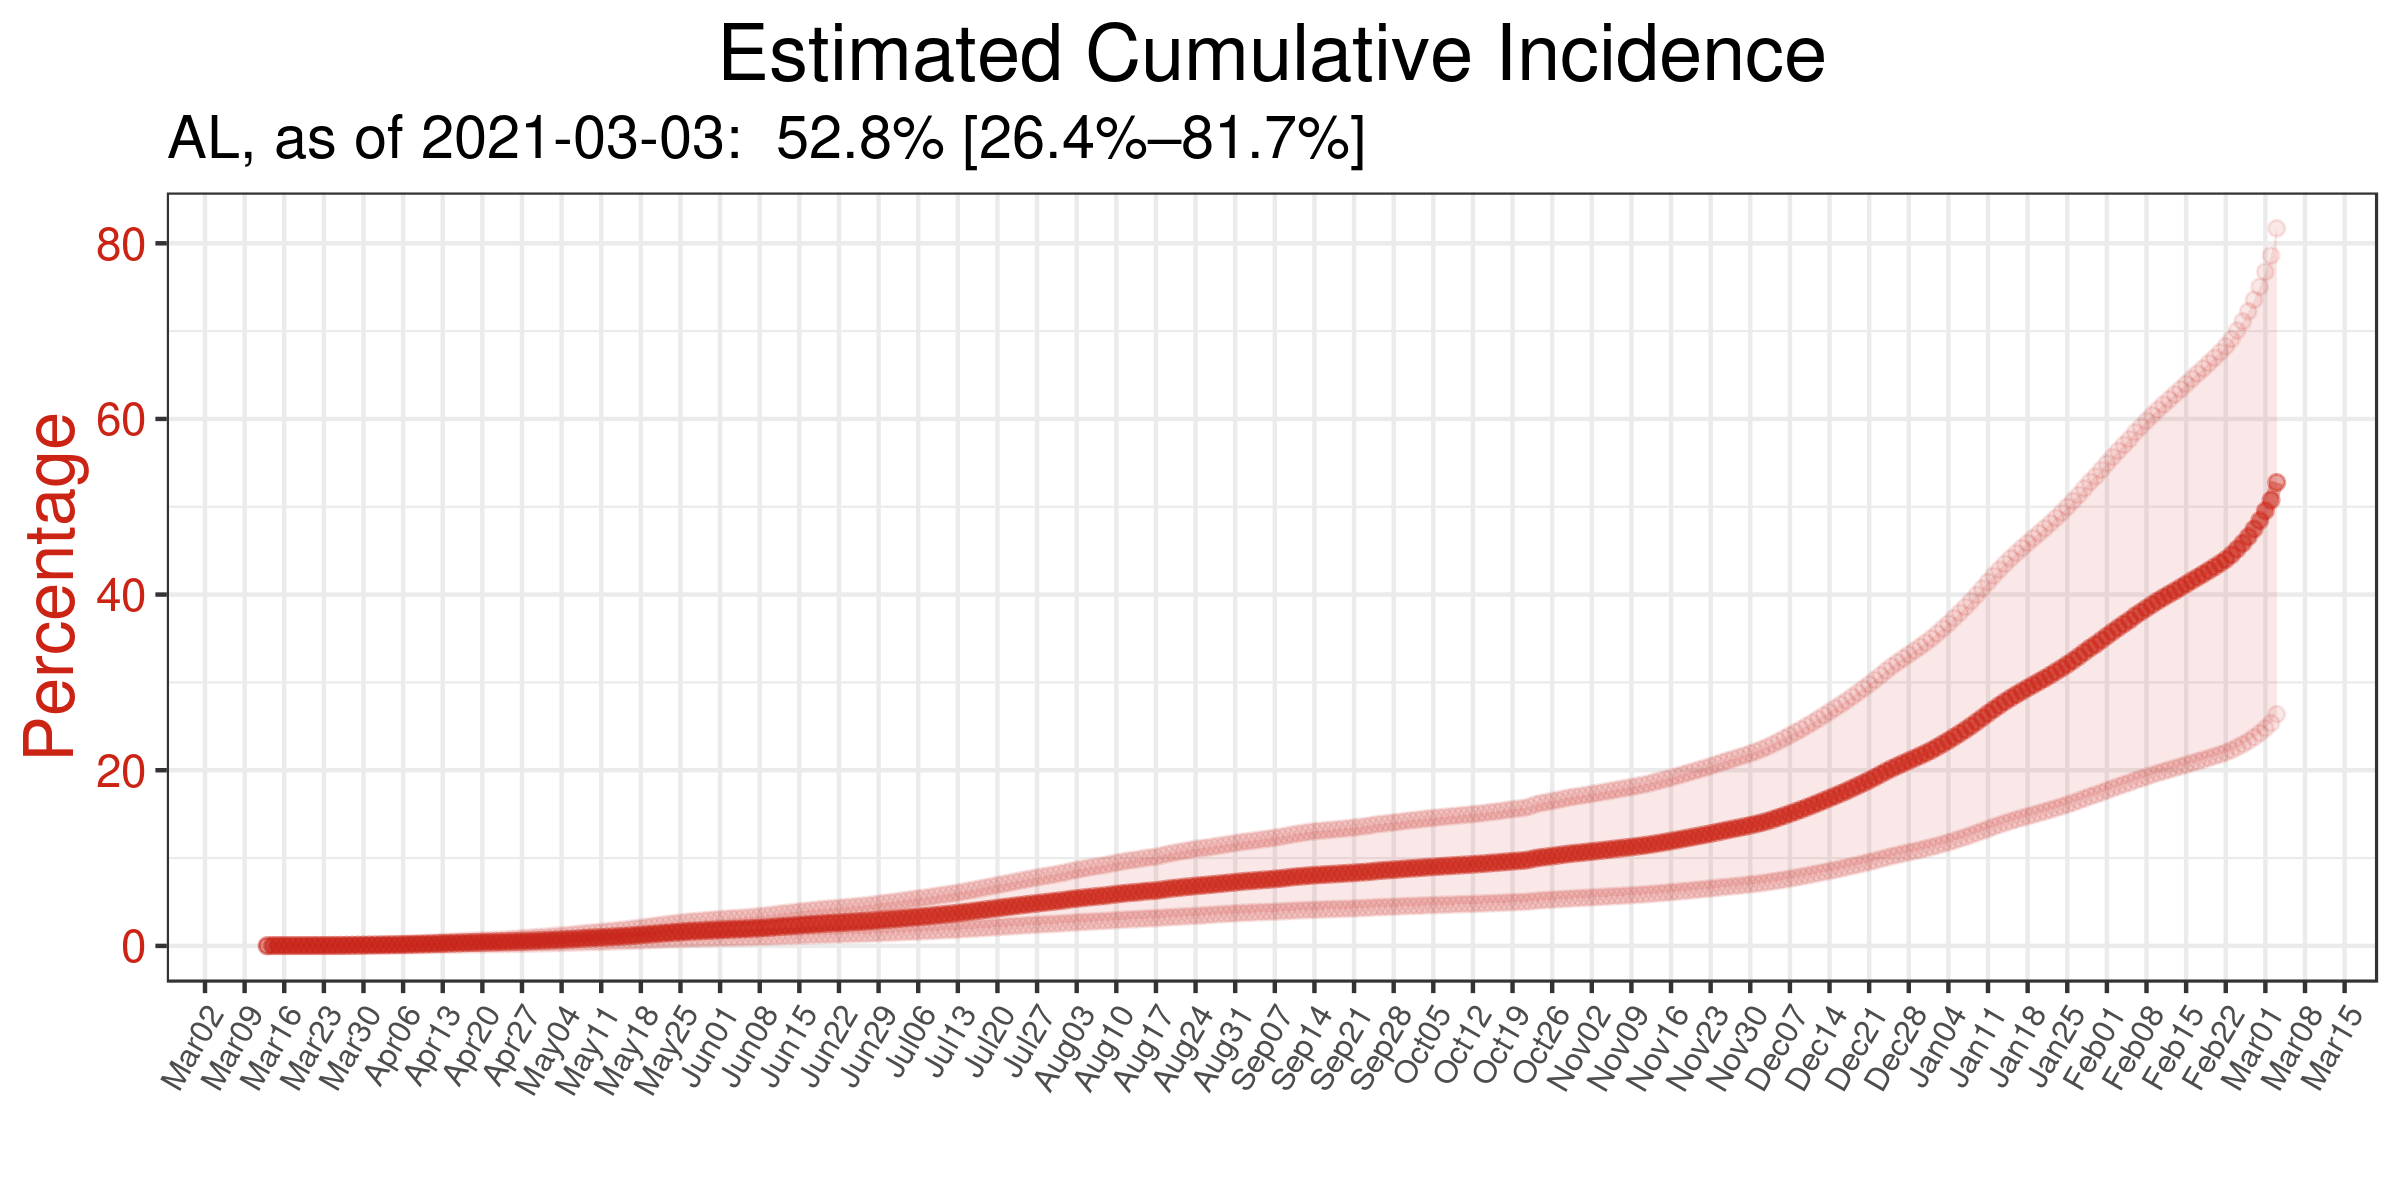 Estimated Cumulative Incidence
AL, as of 2021-03-03:  52.8% [26.4%–81.7%]
Percentage
80
60
40
20
0
Mar02
Mar09
Mar16
Mar23
Mar30
Apr06
Apr13
Apr20
Apr27
May04
May11
May18
May25
Jun01
Jun08
Jun15
Jun22
Jun29
Jul06
Jul13
Jul20
Jul27
Aug03
Aug10
Aug17
Aug24
Aug31
Sep07
Sep14
Sep21
Sep28
Oct05
Oct12
Oct19
Oct26
Nov02
Nov09
Nov16
Nov23
Nov30
Dec07
Dec14
Dec21
Dec28
Jan04
Jan11
Jan18
Jan25
Feb01
Feb08
Feb15
Feb22
Mar01
Mar08
Mar15